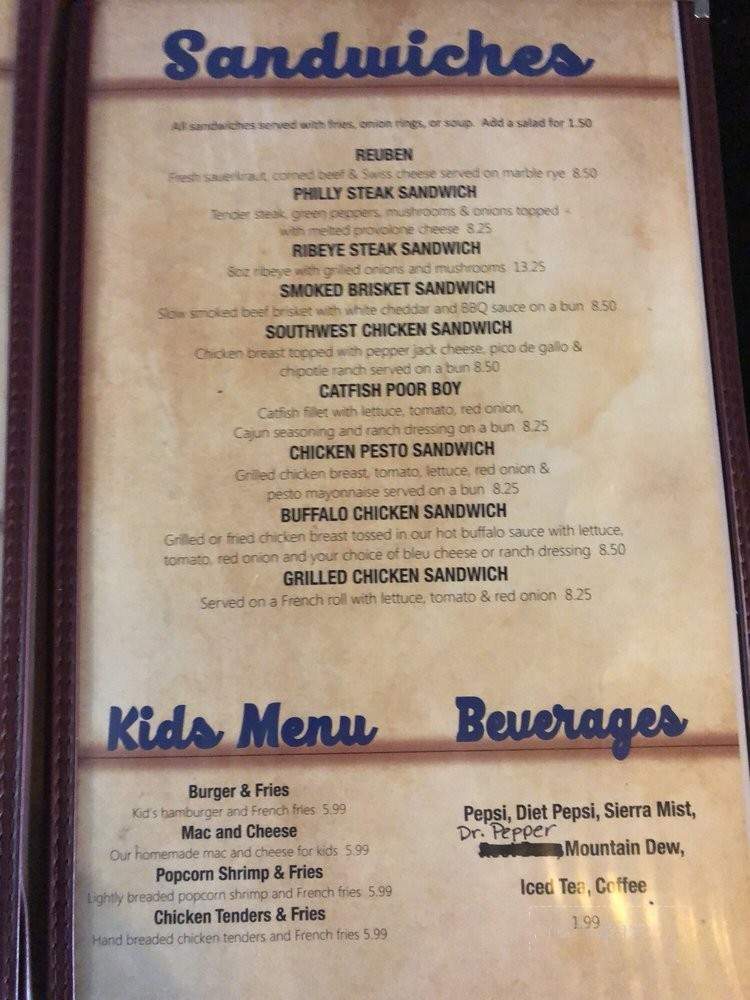 Sandwiches
All sandwiches served with fries, onion rings, or soup. Add a salad for 1.50
REUBEN
Fresh sauerkraut, corned beef & Swiss cheese served on marble rye 8.50
PHILLY STEAK SANDWICH
Tender steak, green peppers, mushrooms & onions topped
with melted provolone cheese 8.25
RIBEYE STEAK SANDWICH
8oz ribeye with grilled onions and mushrooms 13.25
SMOKED BRISKET SANDWICH
Slow smoked beef brisket with white cheddar and BBQ sauce on a bun 8.50
SOUTHWEST CHICKEN SANDWICH
Chicken breast topped with pepper jack cheese, pico de gallo &
chipotle ranch served on a bun 8.50
CATFISH POOR BOY
Catfish fillet with lettuce, tomato, red onion,
Cajun seasoning and ranch dressing on a bun 8.25
CHICKEN PESTO SANDWICH
Grilled chicken breast, tomato, lettuce, red onion &
pesto mayonnaise served on a bun 8.25
BUFFALO CHICKEN SANDWICH
Grilled or fried chicken breast tossed in our hot buffalo sauce with lettuce,
tomato, red onion and your choice of bleu cheese or ranch dressing 8.50
GRILLED CHICKEN SANDWICH
Served on a French roll with lettuce, tomato & red onion 8.25
Kids Menu
Burger & Fries
Kid's hamburger and French fries 5.99
Mac and Cheese
Our homemade mac and cheese for kids 5.99
Popcorn Shrimp & Fries
Lightly breaded popcorn shrimp and French fries 5.99
Chicken Tenders & Fries
Hand breaded chicken tenders and French fries 5.99
Beverages
Pepsi, Diet Pepsi, Sierra Mist,
Dr. Pepper
Mountain Dew,
Iced Tea, Coffee
1.99